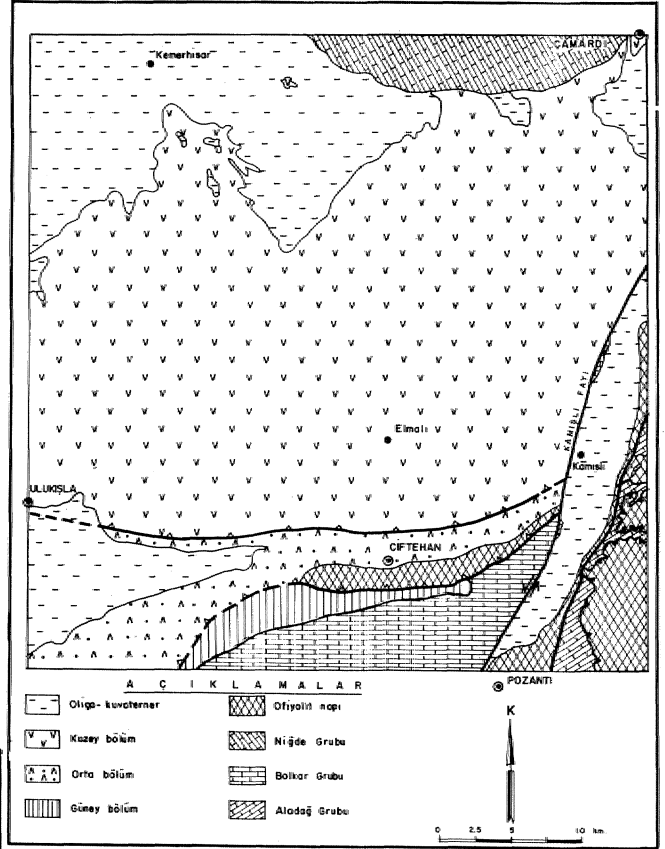 ÇAMARDI
Kemerhisar
KAMIŞLI FAYI
Elmalı
Kamışlı
ULUKIŞLA
ÇİFTEHAN
POZANTI
AÇIKLAMALAR
Oligo-kuvaterner
Kuzey bölüm
Orta bölüm
Güney bölüm
Ofiyolit napı
Niğde Grubu
Bolkar Grubu
Aladağ Grubu
K
0 2.5 5 10 km